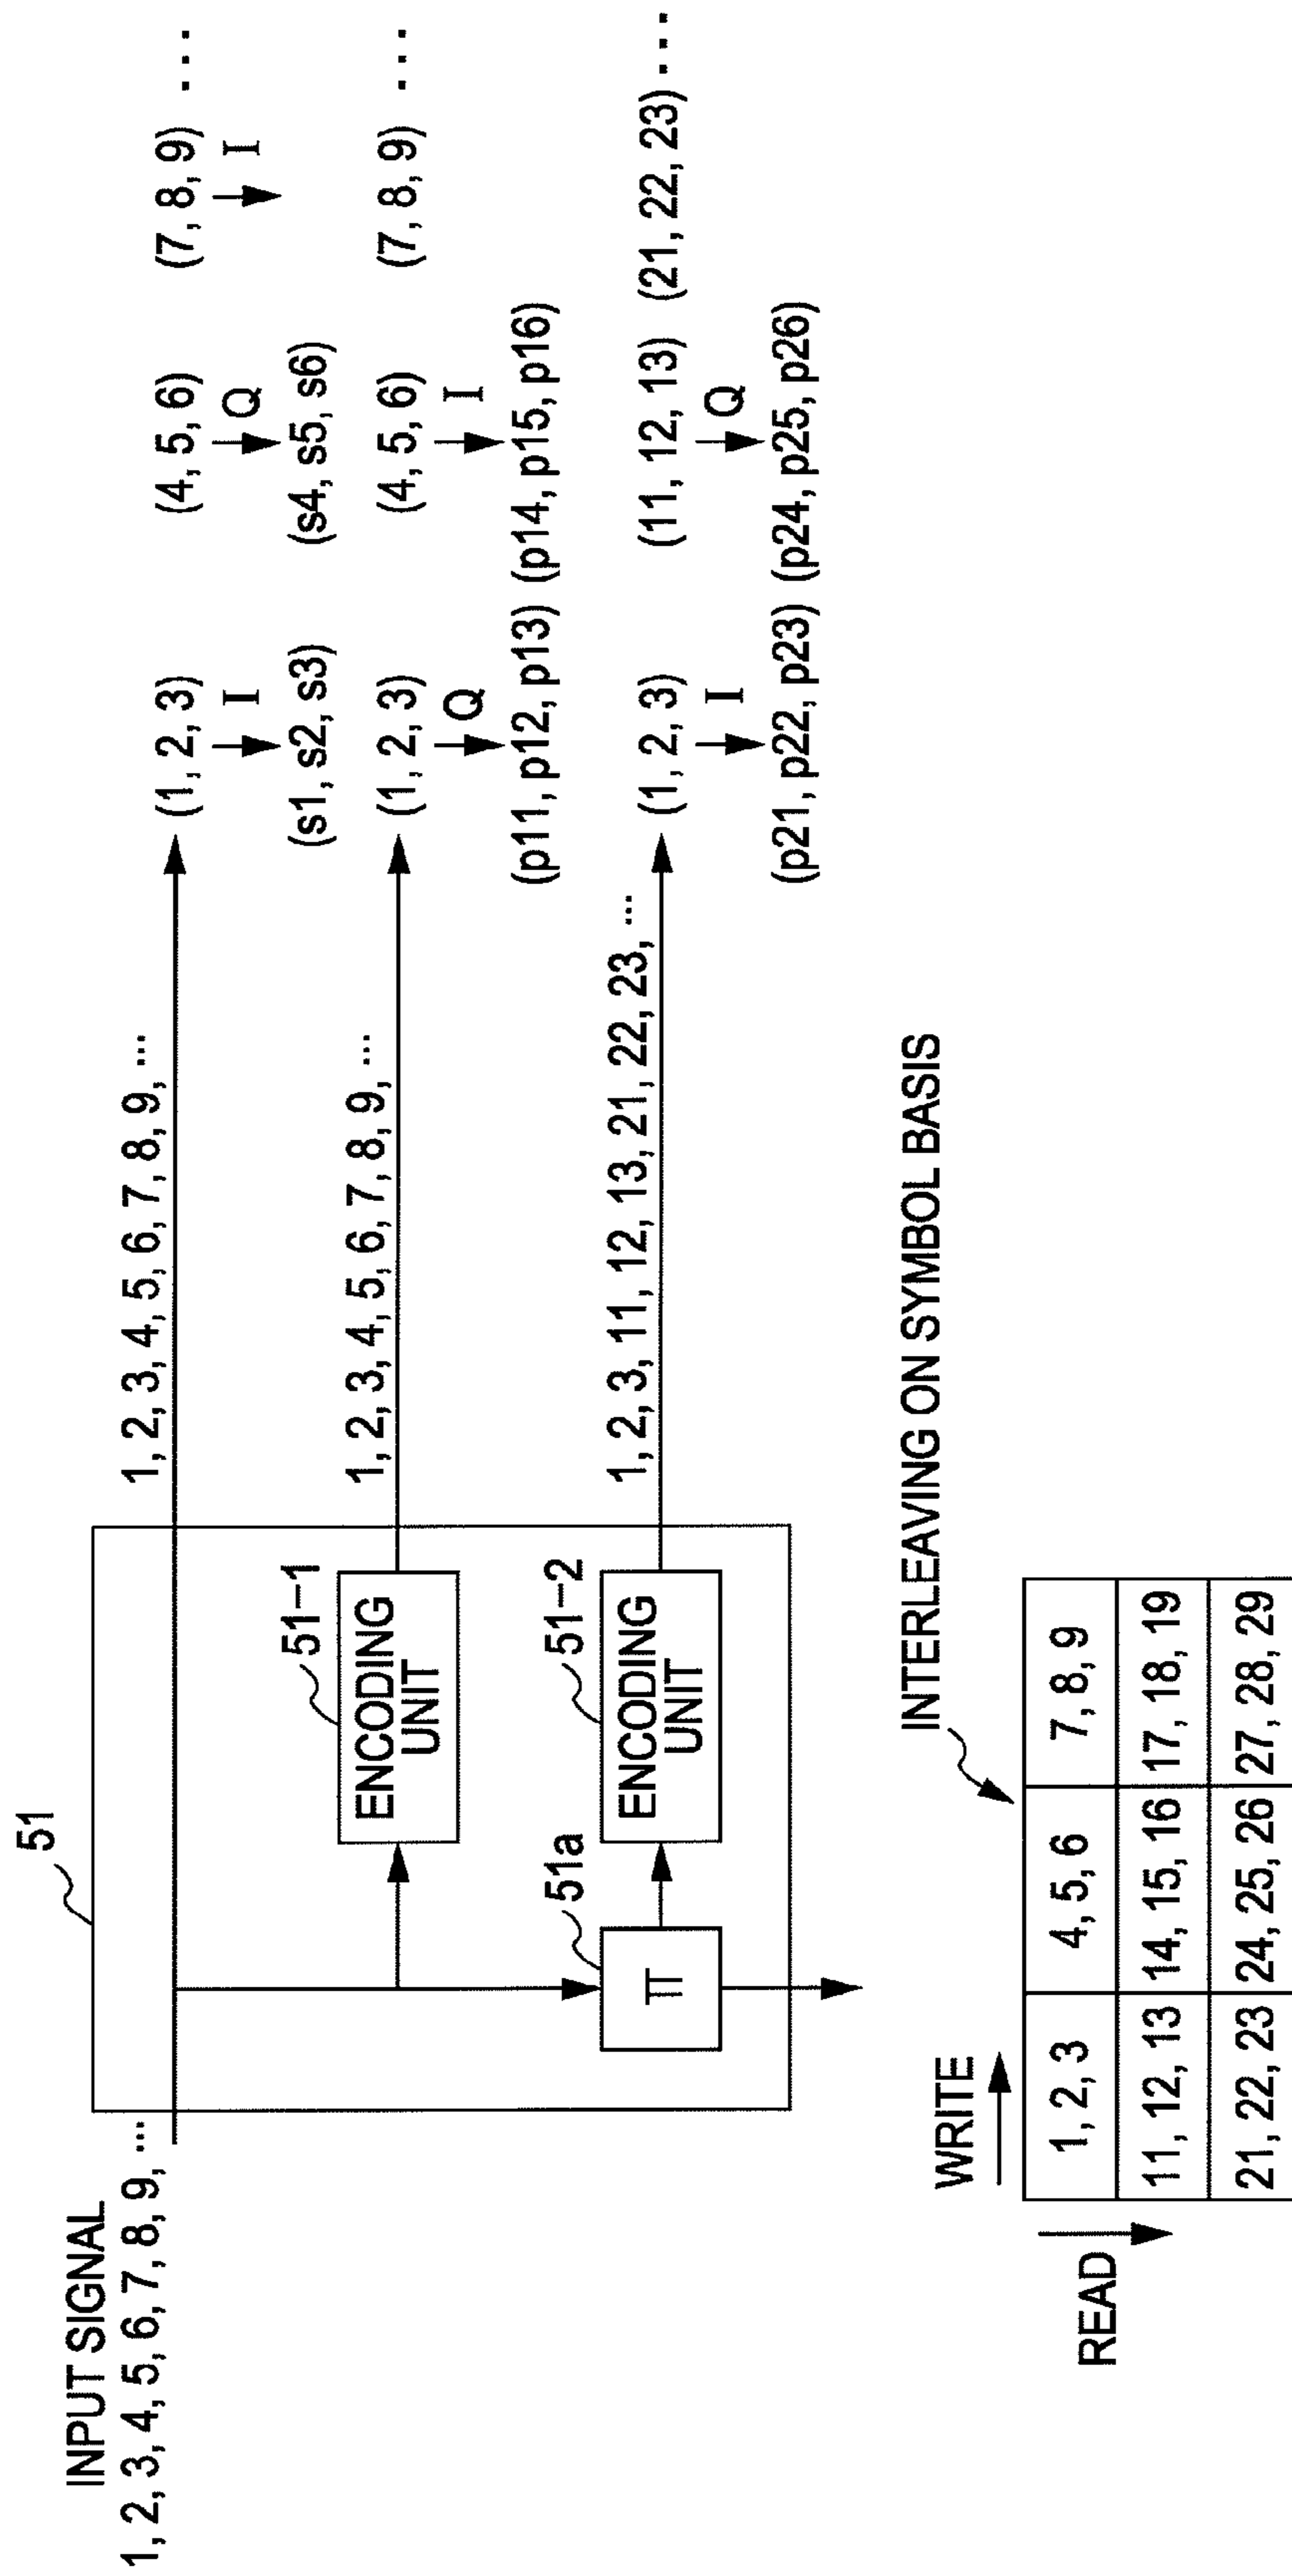 INPUT SIGNAL
1, 2, 3, 4, 5, 6, 7, 8, 9, ...
51
1, 2, 3, 4, 5, 6, 7, 8, 9, ...
(1, 2, 3) (4, 5, 6) (7, 8, 9) ...
I Q I
(s1, s2, s3) (s4, s5, s6)
51-1
ENCODING
UNIT
1, 2, 3, 4, 5, 6, 7, 8, 9, ...
(1, 2, 3) (4, 5, 6) (7, 8, 9) ...
Q I
(p11, p12, p13) (p14, p15, p16)
51a
π
51-2
ENCODING
UNIT
1, 2, 3, 11, 12, 13, 21, 22, 23, ...
(1, 2, 3) (11, 12, 13) (21, 22, 23) ...
I Q
(p21, p22, p23) (p24, p25, p26)
INTERLEAVING ON SYMBOL BASIS
WRITE
READ
1, 2, 3 4, 5, 6 7, 8, 9
11, 12, 13 14, 15, 16 17, 18, 19
21, 22, 23 24, 25, 26 27, 28, 29